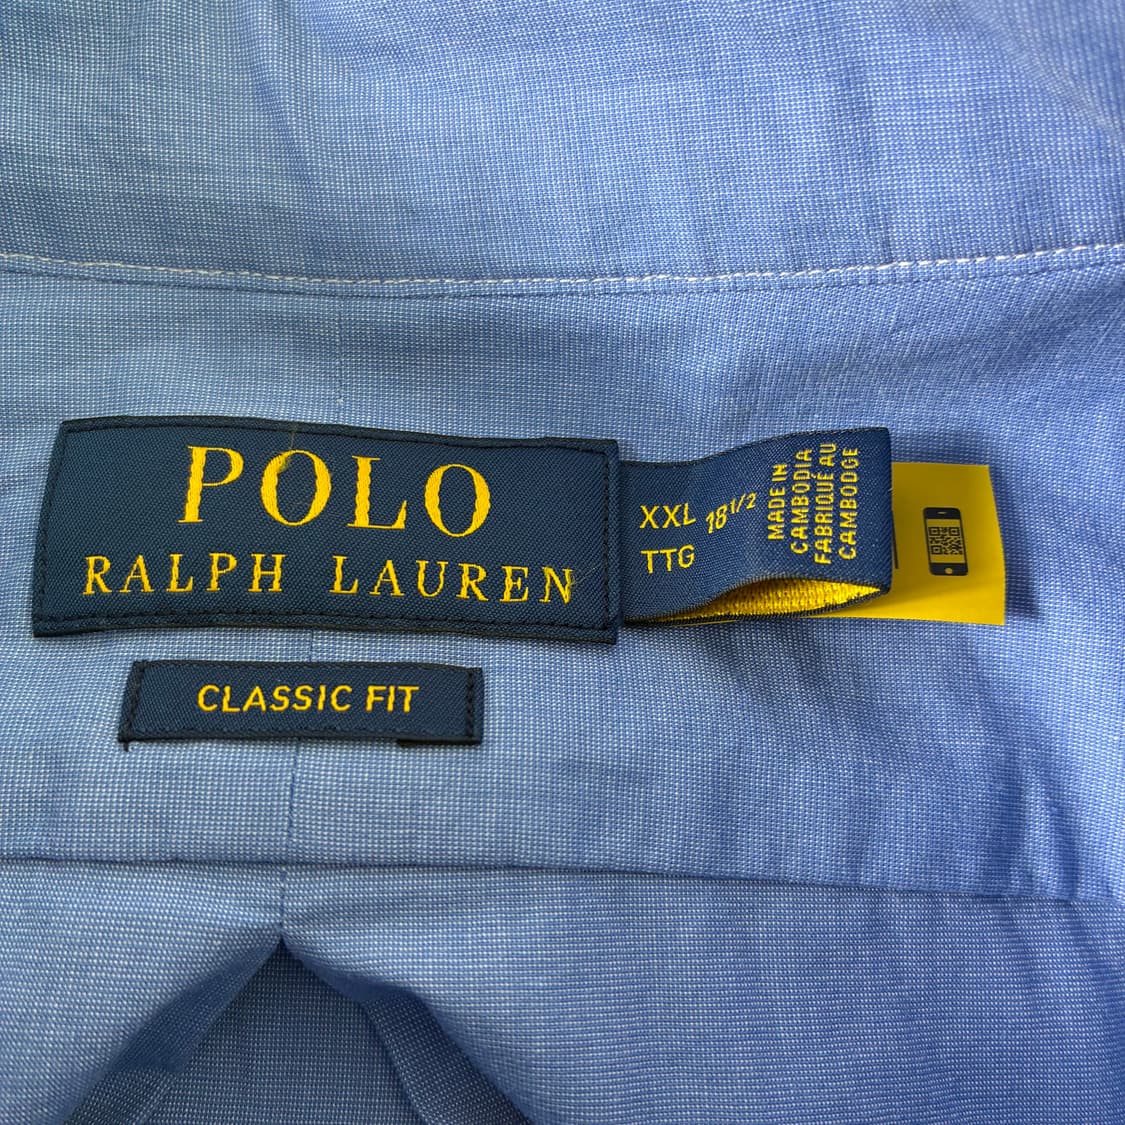 POLO
RALPH LAUREN
XXL 18 1/2
TTG
MADE IN
CAMBODIA
FABRIQUÉ AU
CAMBODGE
CLASSIC FIT